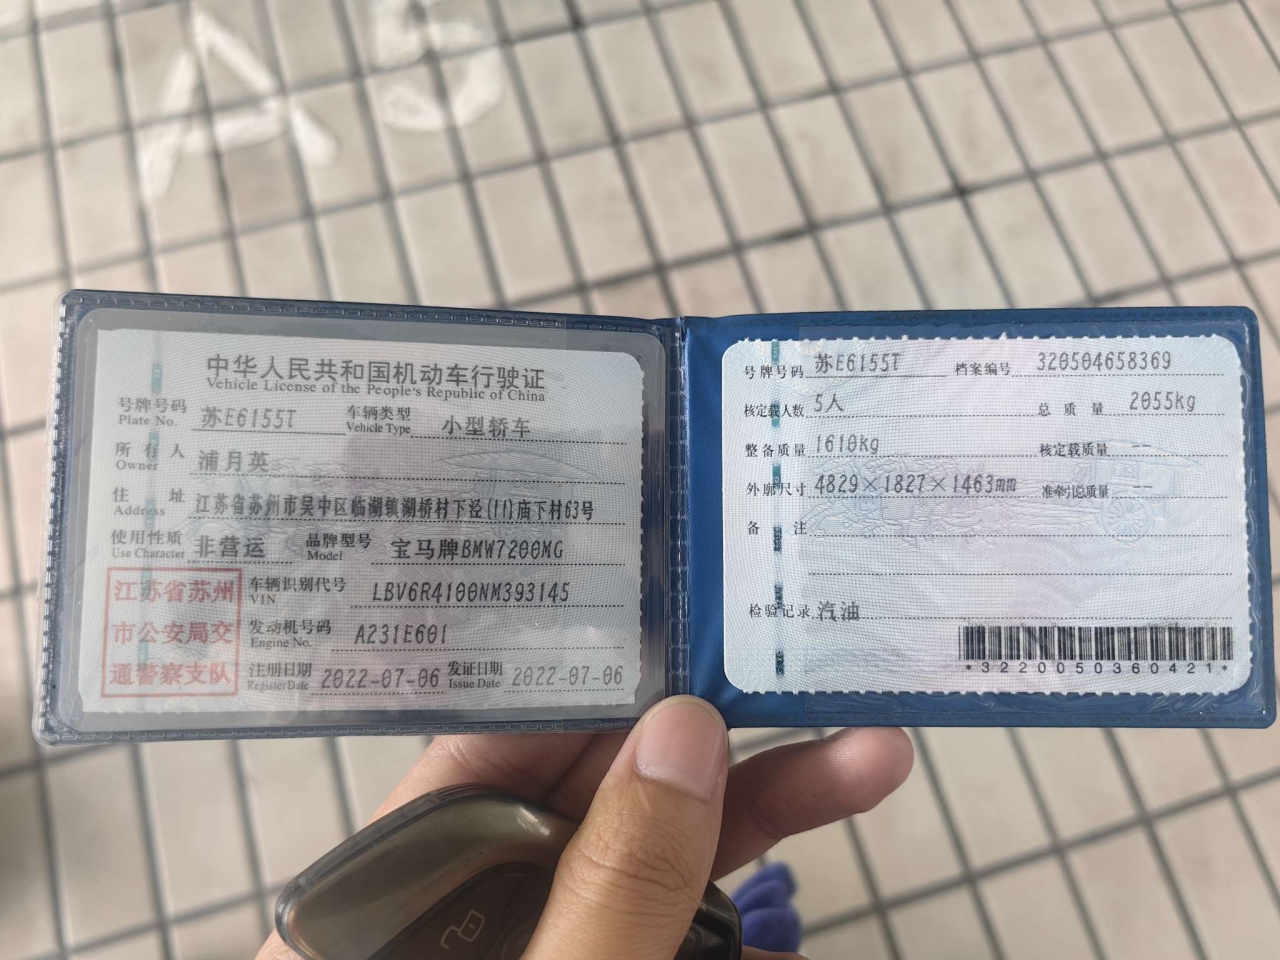 A5
中华人民共和国机动车行驶证
Vehicle License of the People's Republic of China
号牌号码 苏E6155T 车辆类型 小型轿车
Plate No. Vehicle Type
所有人 浦月英
Owner
住址 江苏省苏州市吴中区临湖镇湖桥村下泾(11)庙下村63号
Address
使用性质 非营运 品牌型号 宝马牌BMW7200MG
Use Character Model
江苏省苏州
市公安局交
通警察支队
车辆识别代号 LBV6R4100NM393145
VIN
发动机号码 A231E601
Engine No.
注册日期 2022-07-06 发证日期 2022-07-06
Register Date Issue Date
号牌号码 苏E6155T 档案编号 320504658369
核定载人数 5人 总质量 2055kg
整备质量 1610kg 核定载质量 --
外廓尺寸 4829×1827×1463mm 准牵引总质量 --
备注
检验记录 汽油
*3220050360421*